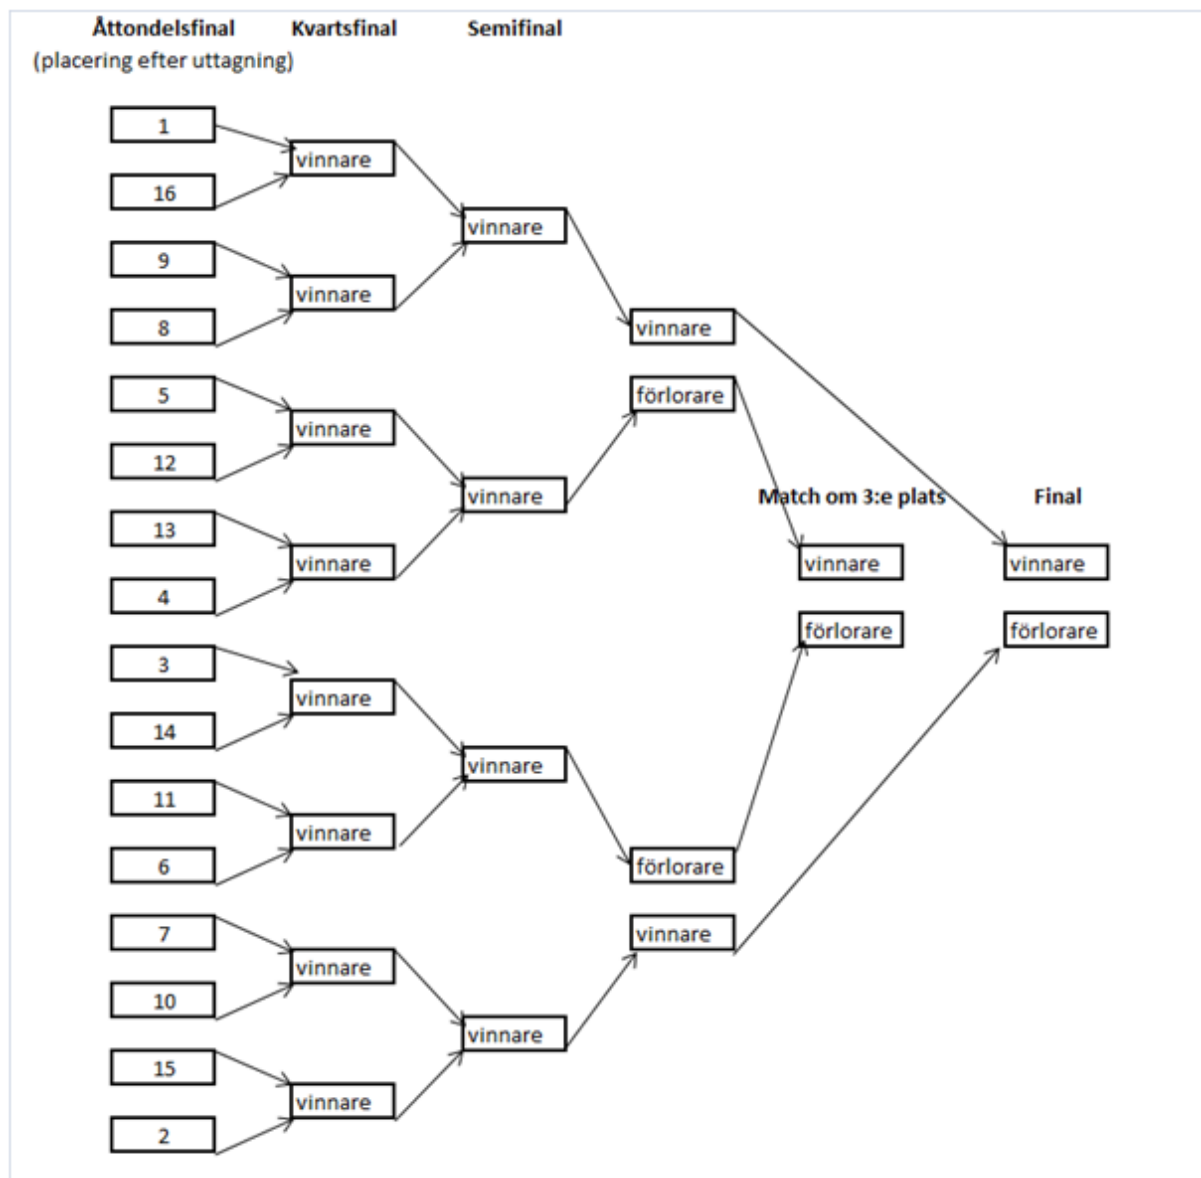 Åttondelsfinal
Kvartsfinal
Semifinal
(placering efter uttagning)
1
vinnare
16
vinnare
9
vinnare
8
vinnare
5
förlorare
vinnare
12
Match om 3:e plats
Final
vinnare
13
vinnare
vinnare
vinnare
4
förlorare
förlorare
3
vinnare
14
vinnare
11
vinnare
6
förlorare
7
vinnare
vinnare
10
vinnare
15
vinnare
2